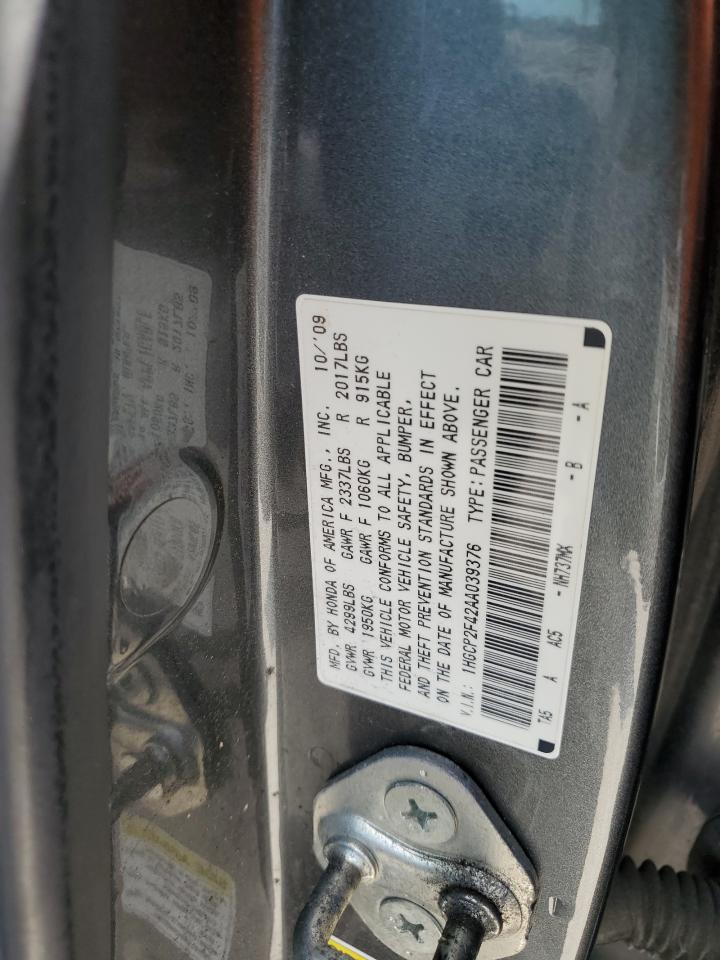 MFD. BY HONDA OF AMERICA MFG., INC. 10/'09
GVWR 4299LBS GAWR F 2337LBS R 2017LBS
GVWR 1950KG GAWR F 1060KG R 915KG
THIS VEHICLE CONFORMS TO ALL APPLICABLE
FEDERAL MOTOR VEHICLE SAFETY, BUMPER,
AND THEFT PREVENTION STANDARDS IN EFFECT
ON THE DATE OF MANUFACTURE SHOWN ABOVE.
V.I.N.: 1HGCP2F42AA039376 TYPE: PASSENGER CAR
TA5 A AC5 - NH737MX - B - A